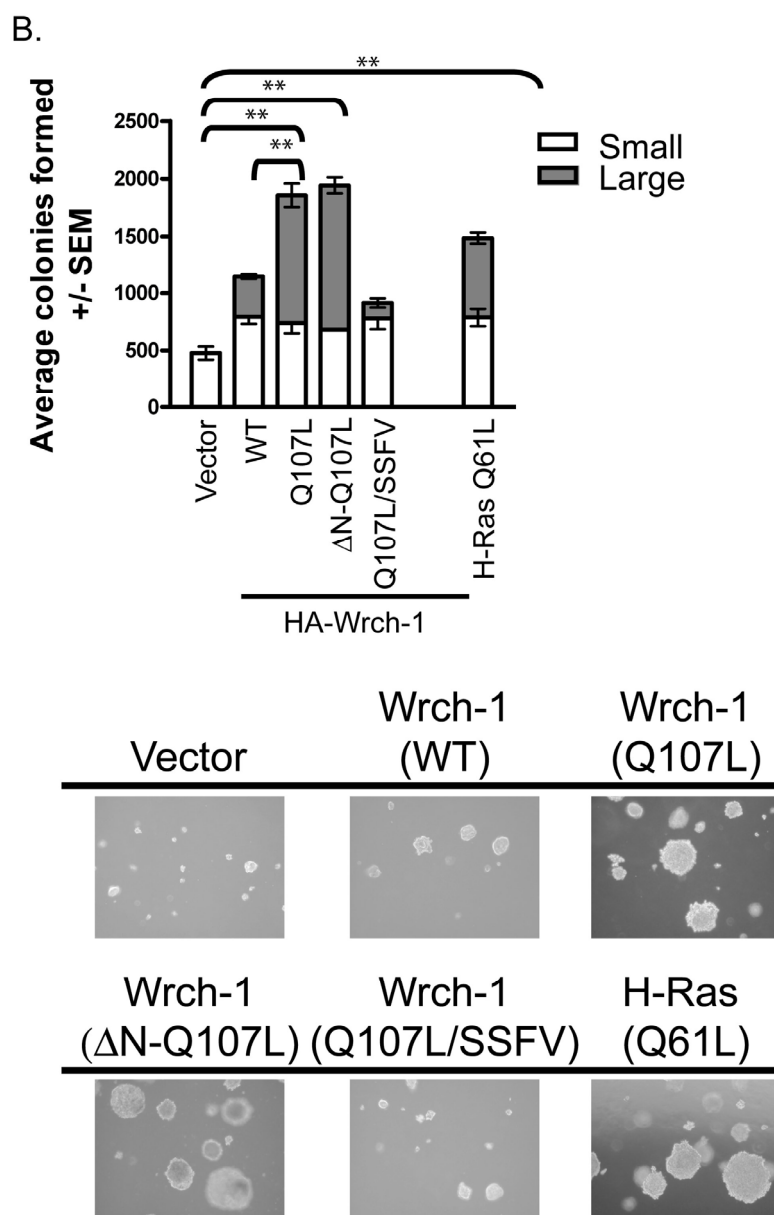 B.
**
**
**
**
Average colonies formed
+/- SEM
2500
2000
1500
1000
500
0
Small
Large
Vector
WT
Q107L
ΔN-Q107L
Q107L/SSFV
H-Ras Q61L
HA-Wrch-1
Vector
Wrch-1
(WT)
Wrch-1
(Q107L)
Wrch-1
(ΔN-Q107L)
Wrch-1
(Q107L/SSFV)
H-Ras
(Q61L)